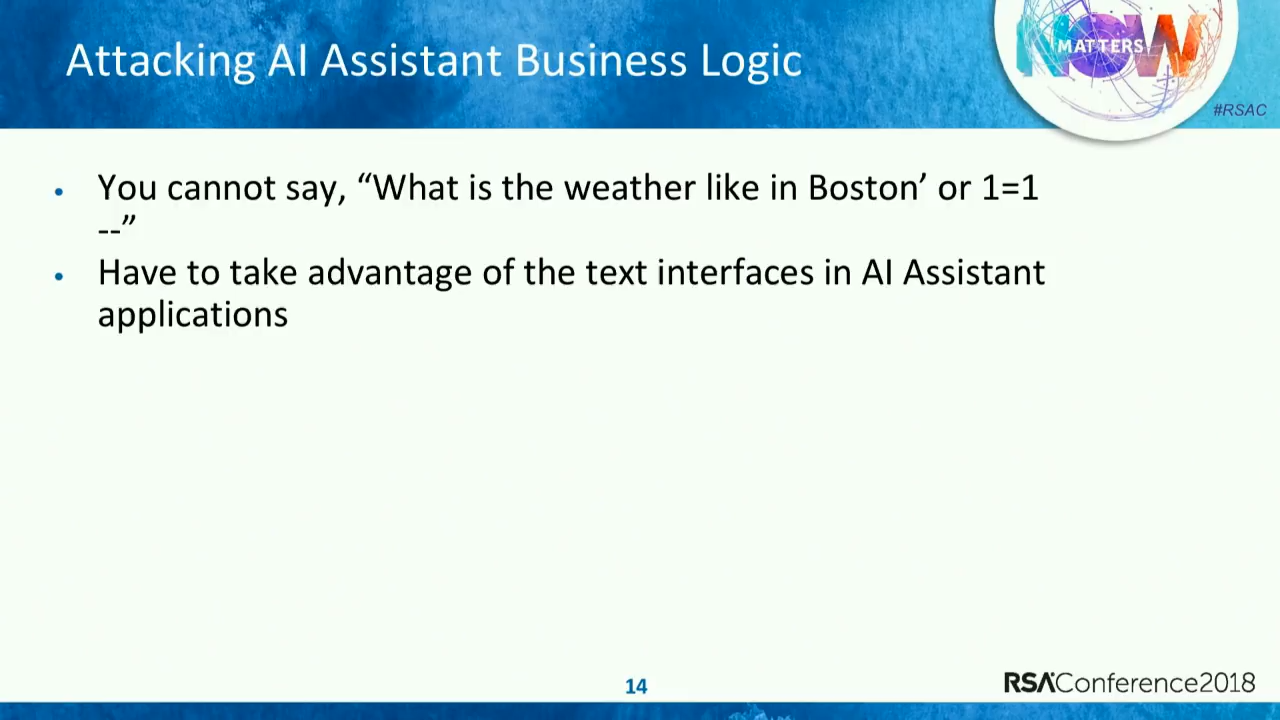 Attacking AI Assistant Business Logic
NOW
MATTERS
#RSAC
• You cannot say, “What is the weather like in Boston’ or 1=1
--”
• Have to take advantage of the text interfaces in AI Assistant
applications
14
RSAConference2018